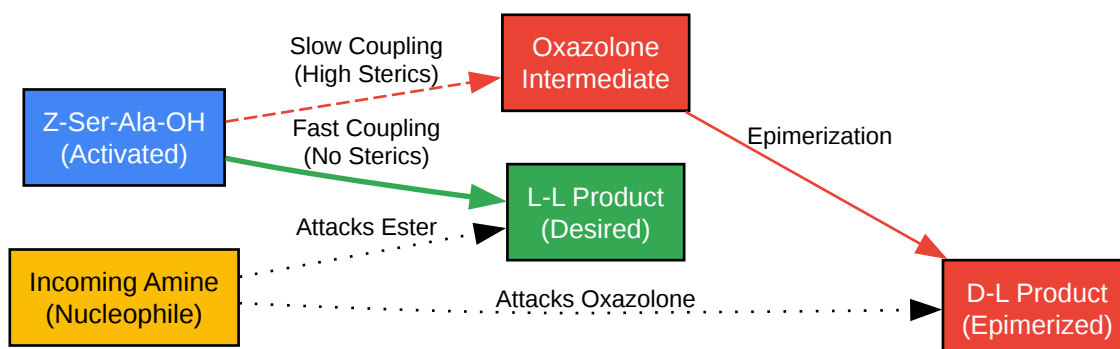 Slow Coupling
(High Sterics)
Oxazolone
Intermediate
Z-Ser-Ala-OH
(Activated)
Fast Coupling
(No Sterics)
Epimerization
L-L Product
(Desired)
Attacks Ester
Incoming Amine
(Nucleophile)
Attacks Oxazolone
D-L Product
(Epimerized)